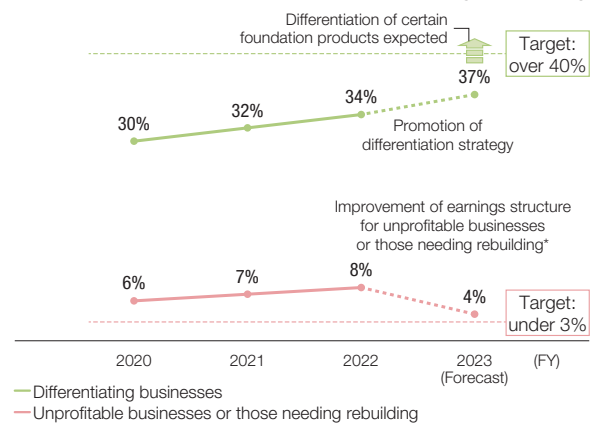 Differentiation of certain
foundation products expected
Target:
over 40%
30%
32%
34%
37%
Promotion of
differentiation strategy
Improvement of earnings structure
for unprofitable businesses
or those needing rebuilding*
6%
7%
8%
4%
Target:
under 3%
2020
2021
2022
2023
(Forecast)
(FY)
Differentiating businesses
Unprofitable businesses or those needing rebuilding